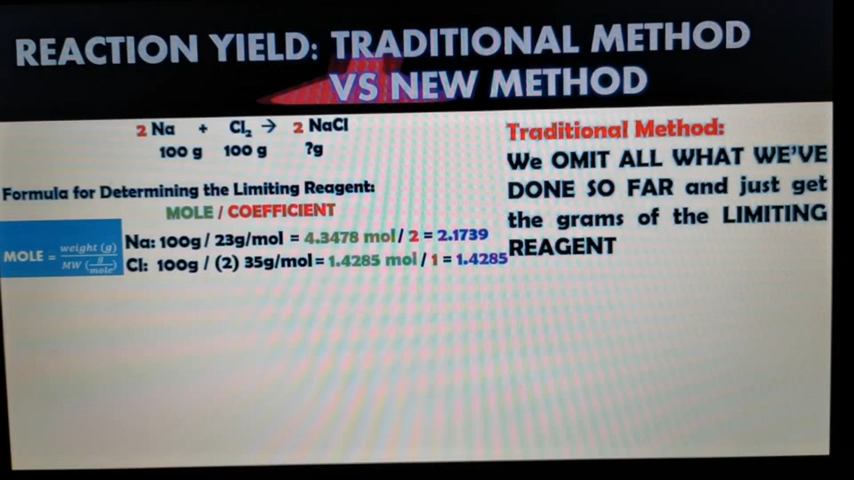 REACTION YIELD: TRADITIONAL METHOD
VS NEW METHOD
2 Na + Cl₂ → 2 NaCl
100 g 100 g ?g
Formula for Determining the Limiting Reagent:
MOLE / COEFFICIENT
MOLE = weight (g) / MW (g/mole)
Na: 100g / 23g/mol = 4.3478 mol / 2 = 2.1739
Cl: 100g / (2) 35g/mol = 1.4285 mol / 1 = 1.4285
Traditional Method:
We OMIT ALL WHAT WE'VE
DONE SO FAR and just get
the grams of the LIMITING
REAGENT